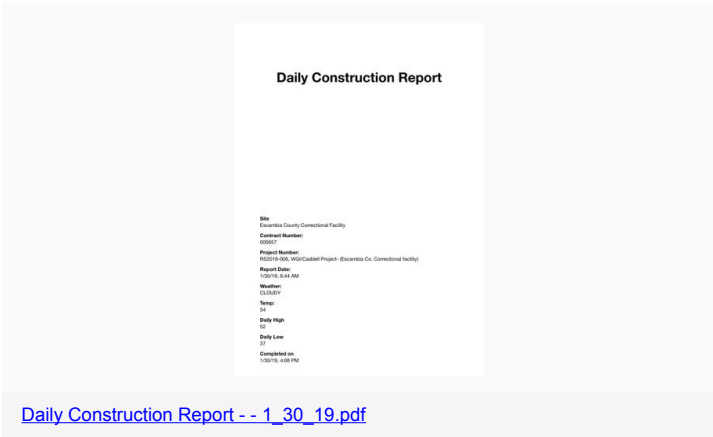 Daily Construction Report
Site
Escambia County Correctional Facility
Contract Number:
500657
Project Number:
RS2018-006, WGI/Caddell Project- (Escambia Co. Correctional facility)
Report Date:
1/30/19, 6:44 AM
Weather:
CLOUDY
Temp:
34
Daily High
52
Daily Low
37
Completed on
1/30/19, 4:08 PM
Daily Construction Report - - 1_30_19.pdf